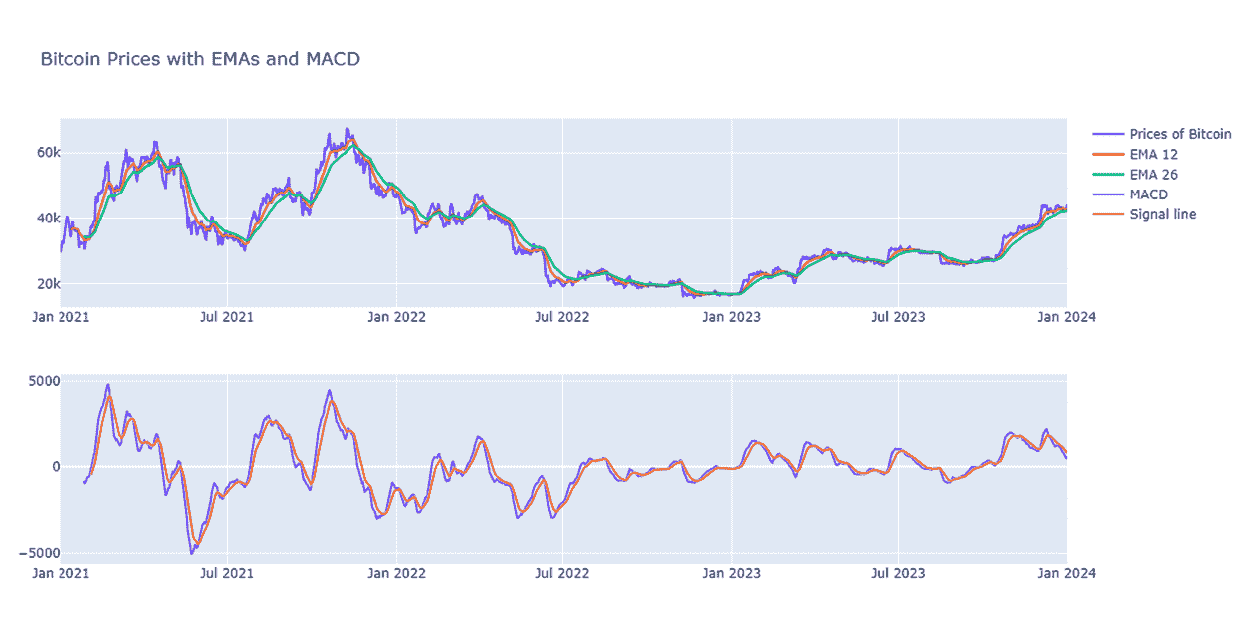 Bitcoin Prices with EMAs and MACD
60k
40k
20k
Jan 2021 Jul 2021 Jan 2022 Jul 2022 Jan 2023 Jul 2023 Jan 2024
Prices of Bitcoin
EMA 12
EMA 26
MACD
Signal line
5000
0
−5000
Jan 2021 Jul 2021 Jan 2022 Jul 2022 Jan 2023 Jul 2023 Jan 2024